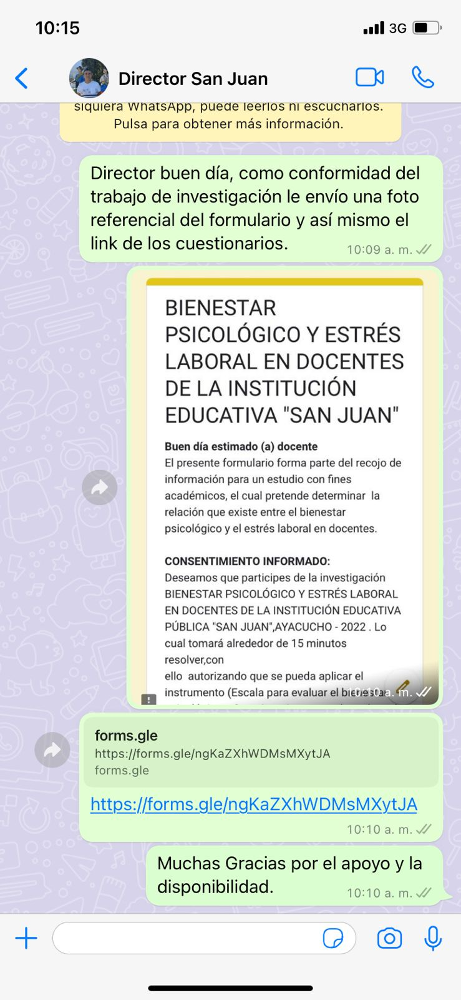 10:15
3G
Director San Juan
siquiera WhatsApp, puede leerlos ni escucharlos.
Pulsa para obtener más información.
Director buen día, como conformidad del
trabajo de investigación le envío una foto
referencial del formulario y así mismo el
link de los cuestionarios.
10:09 a. m.
BIENESTAR
PSICOLÓGICO Y ESTRÉS
LABORAL EN DOCENTES
DE LA INSTITUCIÓN
EDUCATIVA "SAN JUAN"
Buen día estimado (a) docente
El presente formulario forma parte del recojo de
información para un estudio con fines
académicos, el cual pretende determinar  la
relación que existe entre el bienestar
psicológico y el estrés laboral en docentes.
CONSENTIMIENTO INFORMADO:
Deseamos que participes de la investigación
BIENESTAR PSICOLÓGICO Y ESTRÉS LABORAL
EN DOCENTES DE LA INSTITUCIÓN EDUCATIVA
PÚBLICA "SAN JUAN",AYACUCHO - 2022 . Lo
cual tomará alrededor de 15 minutos
resolver,con
ello  autorizando que se pueda aplicar el
instrumento (Escala para evaluar el bienestar
10:10 a. m.
forms.gle
https://forms.gle/ngKaZXhWDMsMXytJA
forms.gle
https://forms.gle/ngKaZXhWDMsMXytJA
10:10 a. m.
Muchas Gracias por el apoyo y la
disponibilidad.
10:10 a. m.